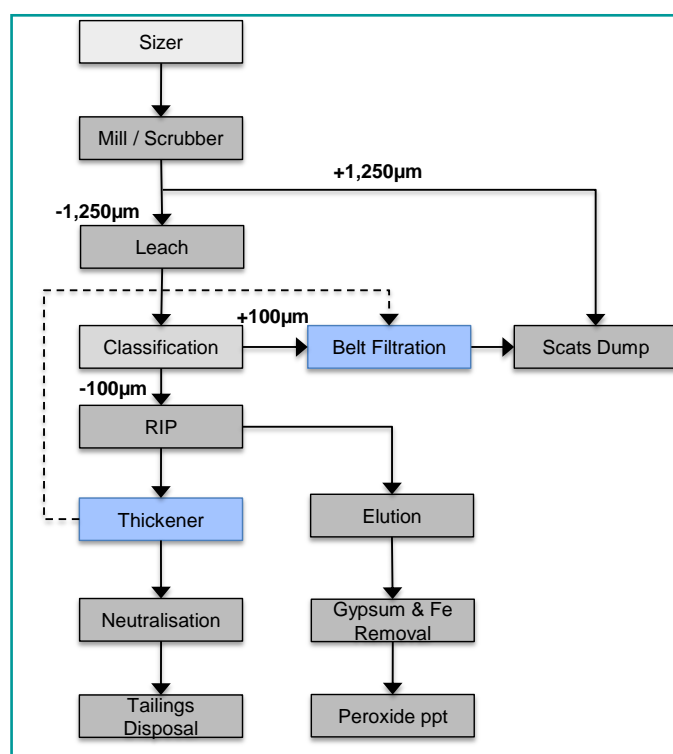 Sizer
Mill / Scrubber
+1,250µm
-1,250µm
Leach
+100µm
Classification
Belt Filtration
Scats Dump
-100µm
RIP
Thickener
Elution
Neutralisation
Gypsum & Fe
Removal
Tailings
Disposal
Peroxide ppt